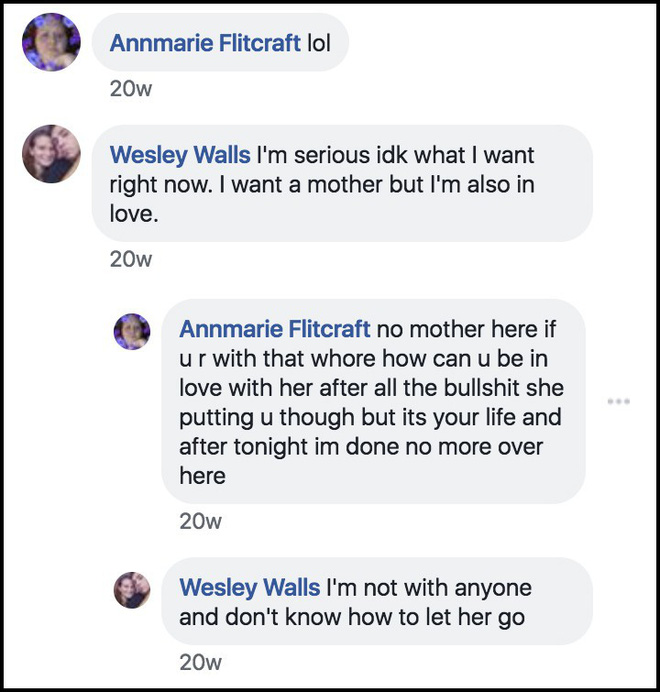 Annmarie Flitcraft lol
20w
Wesley Walls I'm serious idk what I want
right now. I want a mother but I'm also in
love.
20w
Annmarie Flitcraft no mother here if
u r with that whore how can u be in
love with her after all the bullshit she
putting u though but its your life and
after tonight im done no more over
here
20w
Wesley Walls I'm not with anyone
and don't know how to let her go
20w